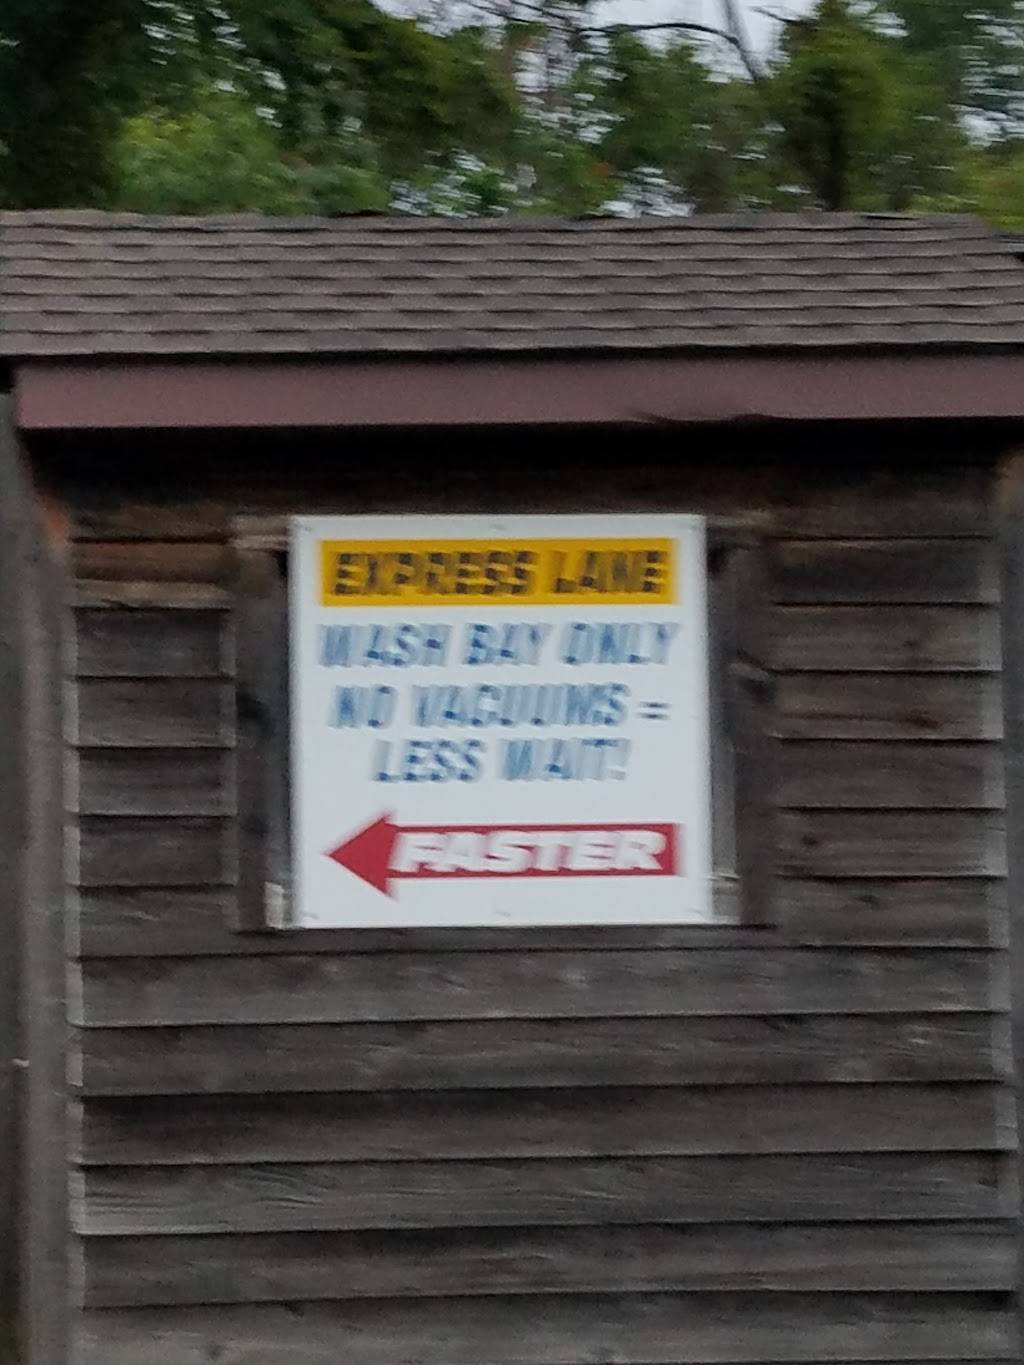 EXPRESS LANE
WASH BAY ONLY
NO VACUUMS =
LESS WAIT!
FASTER